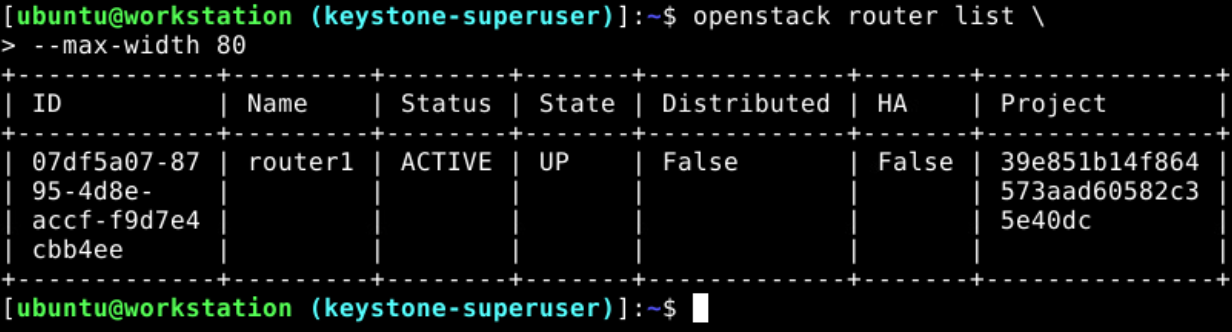 [ubuntu@workstation (keystone-superuser)]:~$ openstack router list \
> --max-width 80
+-------------+---------+--------+-------+-------------+-------+---------------+
| ID          | Name    | Status | State | Distributed | HA    | Project       |
+-------------+---------+--------+-------+-------------+-------+---------------+
| 07df5a07-87 | router1 | ACTIVE | UP    | False       | False | 39e851b14f864 |
| 95-4d8e-    |         |        |       |             |       | 573aad60582c3 |
| accf-f9d7e4 |         |        |       |             |       | 5e40dc        |
| cbb4ee      |         |        |       |             |       |               |
+-------------+---------+--------+-------+-------------+-------+---------------+
[ubuntu@workstation (keystone-superuser)]:~$